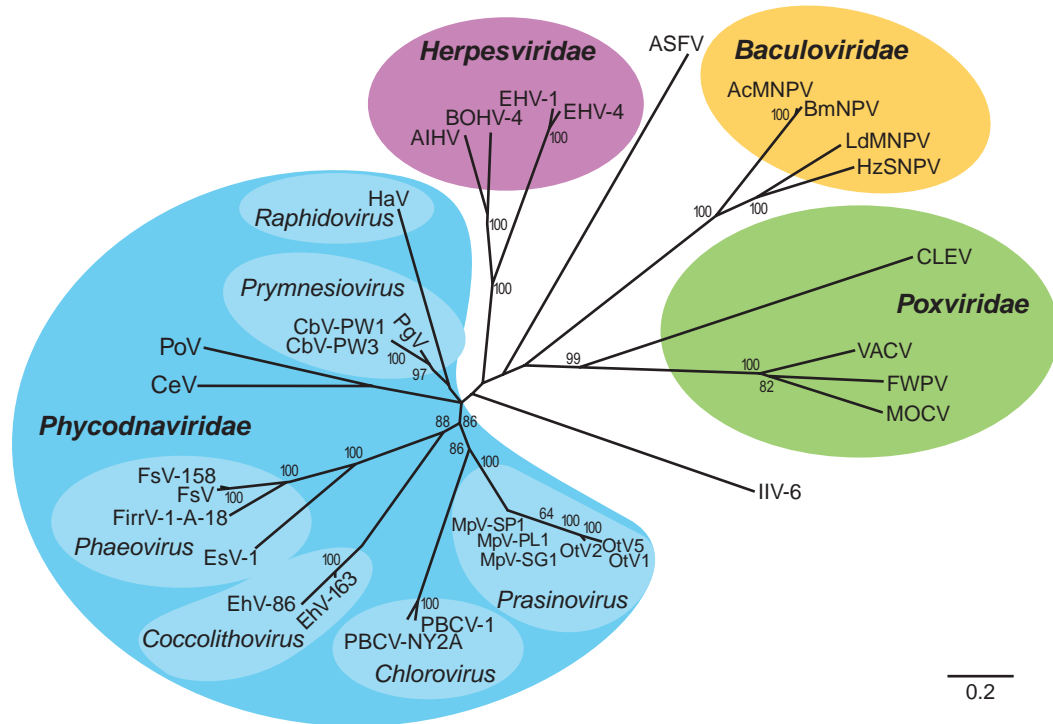 Herpesviridae
EHV-1
BOHV-4
EHV-4
AIHV
100
100
100
ASFV
Baculoviridae
AcMNPV
100
BmNPV
LdMNPV
HzSNPV
100
100
HaV
Raphidovirus
Prymnesiovirus
CbV-PW1
CbV-PW3
PgV
100
97
PoV
CeV
Phycodnaviridae
CLEV
Poxviridae
99
100
VACV
82
FWPV
MOCV
IIV-6
88
86
86
100
100
100
FsV-158
FsV
100
FirrV-1-A-18
Phaeovirus
EsV-1
100
EhV-86
EhV-163
Coccolithovirus
100
PBCV-1
PBCV-NY2A
Chlorovirus
64
100
100
MpV-SP1
MpV-PL1
MpV-SG1
OtV2
OtV5
OtV1
Prasinovirus
0.2